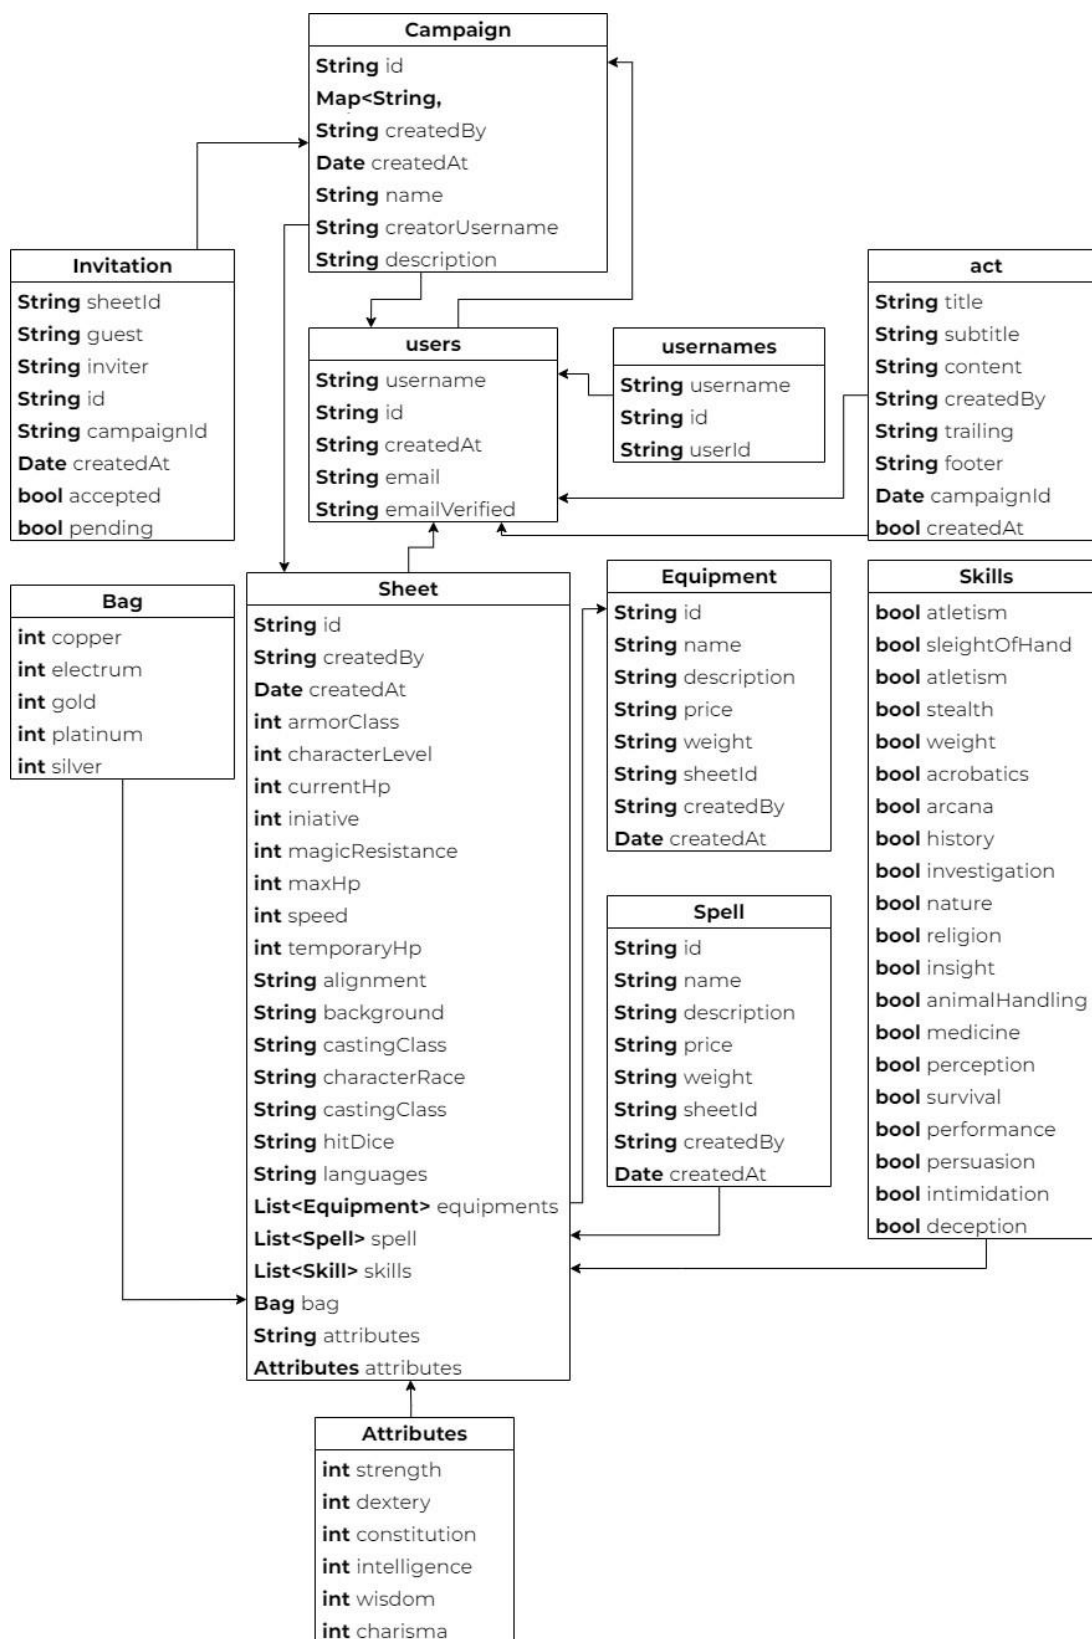 Campaign
String id
Map<String,
String createdBy
Date createdAt
String name
String creatorUsername
String description
Invitation
String sheetId
String guest
String inviter
String id
String campaignId
Date createdAt
bool accepted
bool pending
users
String username
String id
String createdAt
String email
String emailVerified
usernames
String username
String id
String userId
act
String title
String subtitle
String content
String createdBy
String trailing
String footer
Date campaignId
bool createdAt
Bag
int copper
int electrum
int gold
int platinum
int silver
Sheet
String id
String createdBy
Date createdAt
int armorClass
int characterLevel
int currentHp
int iniative
int magicResistance
int maxHp
int speed
int temporaryHp
String alignment
String background
String castingClass
String characterRace
String castingClass
String hitDice
String languages
List<Equipment> equipments
List<Spell> spell
List<Skill> skills
Bag bag
String attributes
Attributes attributes
Equipment
String id
String name
String description
String price
String weight
String sheetId
String createdBy
Date createdAt
Spell
String id
String name
String description
String price
String weight
String sheetId
String createdBy
Date createdAt
Skills
bool atletism
bool sleightOfHand
bool atletism
bool stealth
bool weight
bool acrobatics
bool arcana
bool history
bool investigation
bool nature
bool religion
bool insight
bool animalHandling
bool medicine
bool perception
bool survival
bool performance
bool persuasion
bool intimidation
bool deception
Attributes
int strength
int dextery
int constitution
int intelligence
int wisdom
int charisma